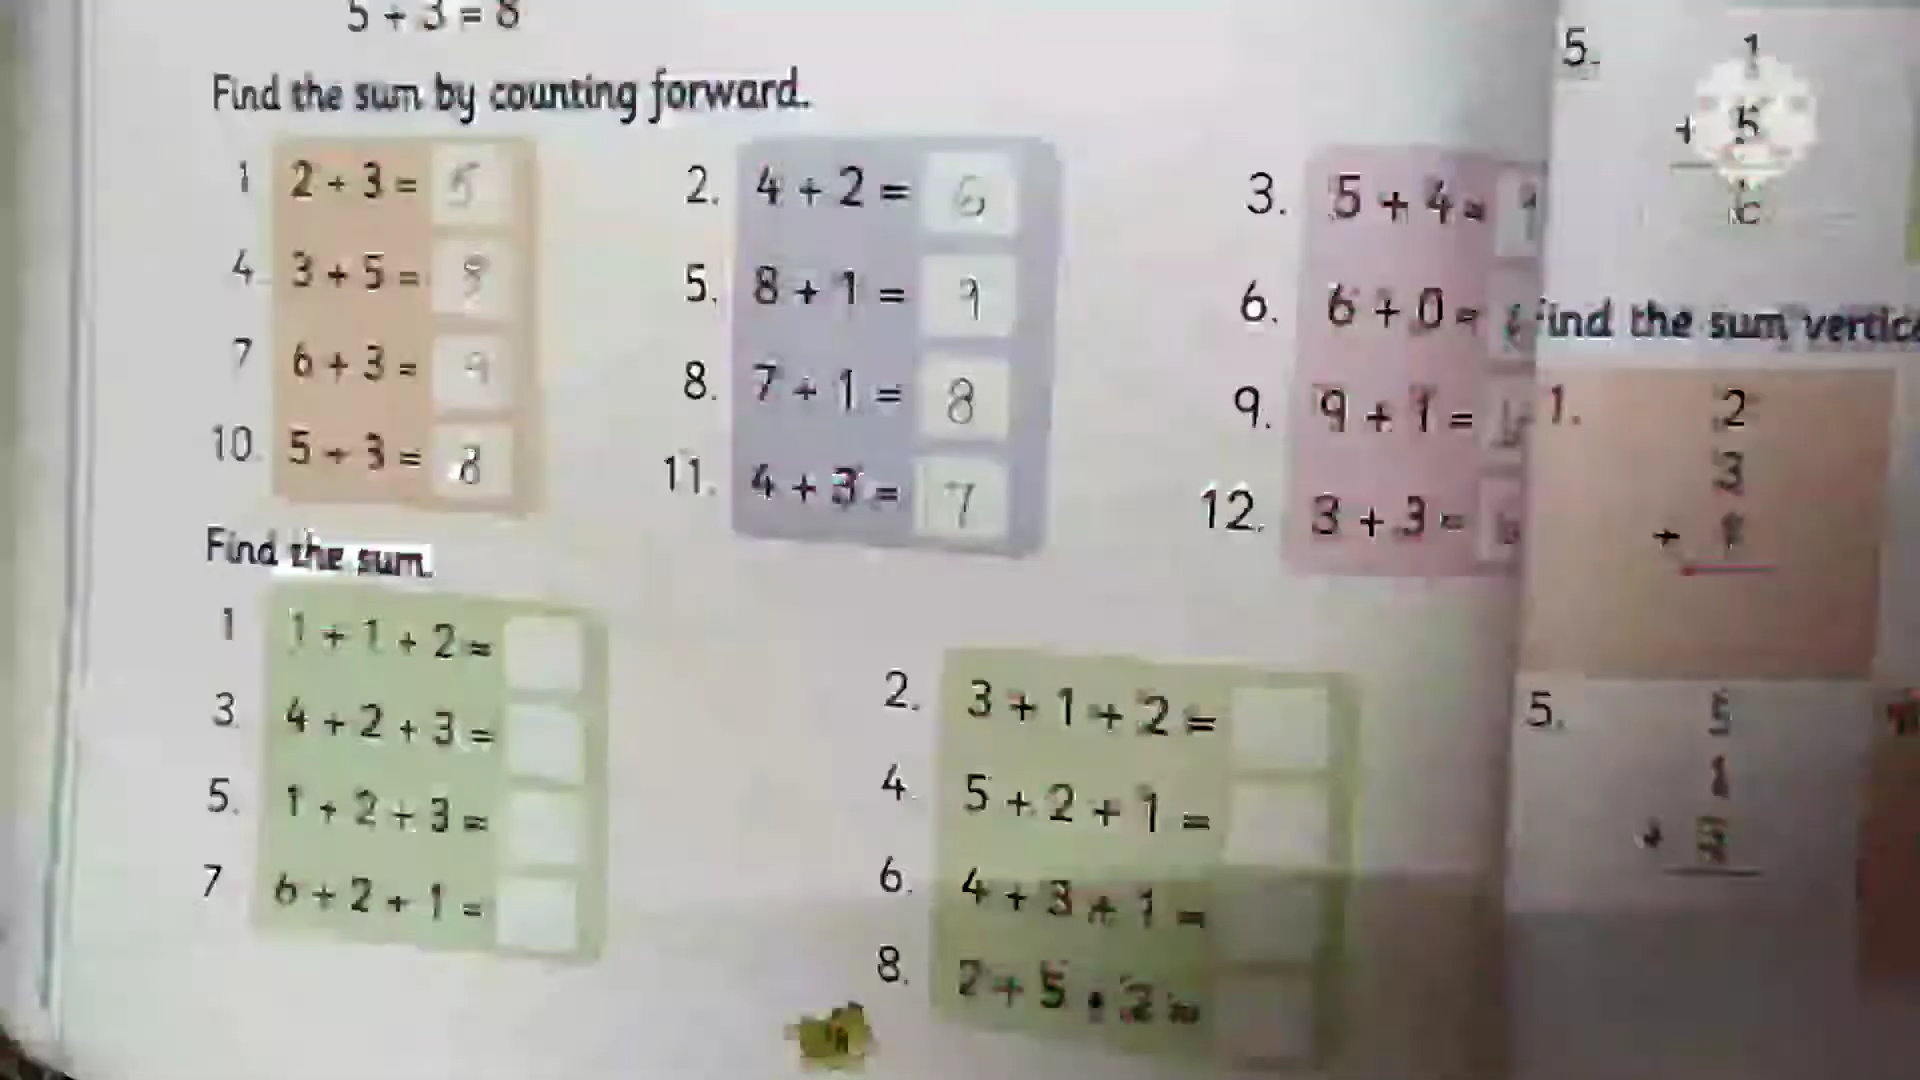 5 + 3 = 8
Find the sum by counting forward.
1 2 + 3 = 5
2. 4 + 2 = 6
3. 5 + 4 =
4 3 + 5 = 8
5. 8 + 1 = 9
6. 6 + 0 =
7 6 + 3 = 9
8. 7 + 1 = 8
9. 9 + 1 =
10. 5 + 3 = 8
11. 4 + 3 = 7
12. 3 + 3 =
Find the sum.
1 1 + 1 + 2 =
2. 3 + 1 + 2 =
3. 4 + 2 + 3 =
4. 5 + 2 + 1 =
5. 1 + 2 + 3 =
6. 4 + 3 + 1 =
7 6 + 2 + 1 =
8. 2 + 5 + 2 =
5. 1
+ 5
6
ind the sum
1. 2
3
+
5. 5
1
+ 2